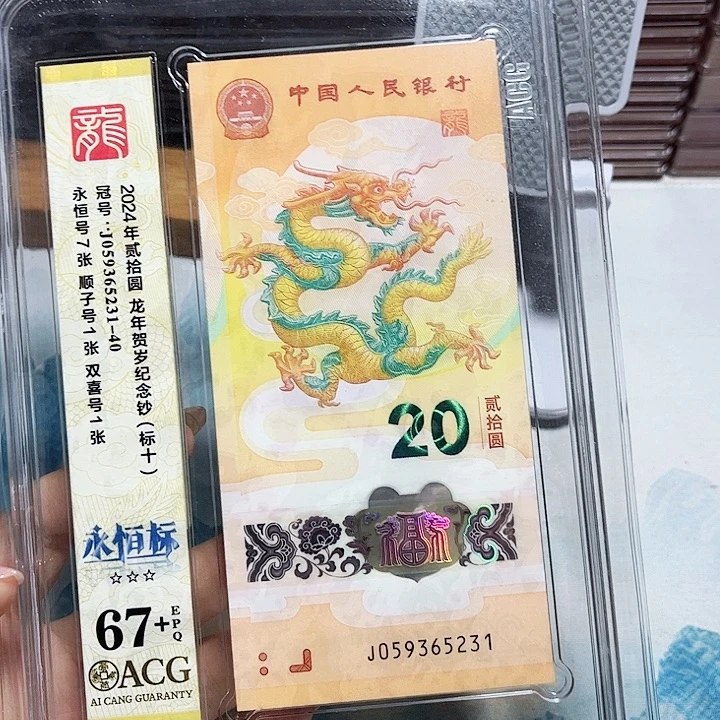 龍
2024年贰拾圆 龙年贺岁纪念钞（标十）
冠号：J059365231-40
永恒号7张 顺子号1张 双喜号1张
永恒标
67+
EPQ
ACG
AI CANG GUARANTY
中国人民银行
龍
20
贰拾圆
福
J059365231
ACG